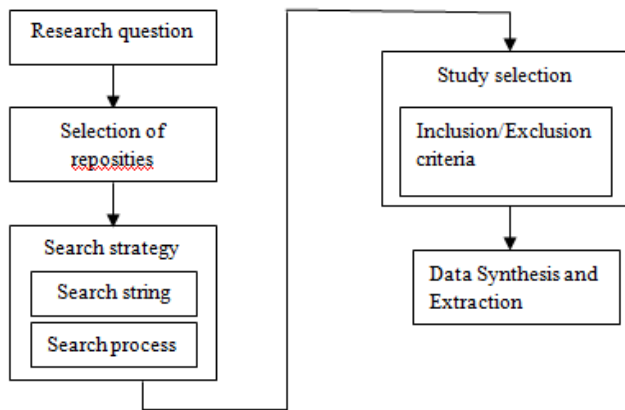 Research question
Selection of
reposities
Search strategy
Search string
Search process
Study selection
Inclusion/Exclusion
criteria
Data Synthesis and
Extraction